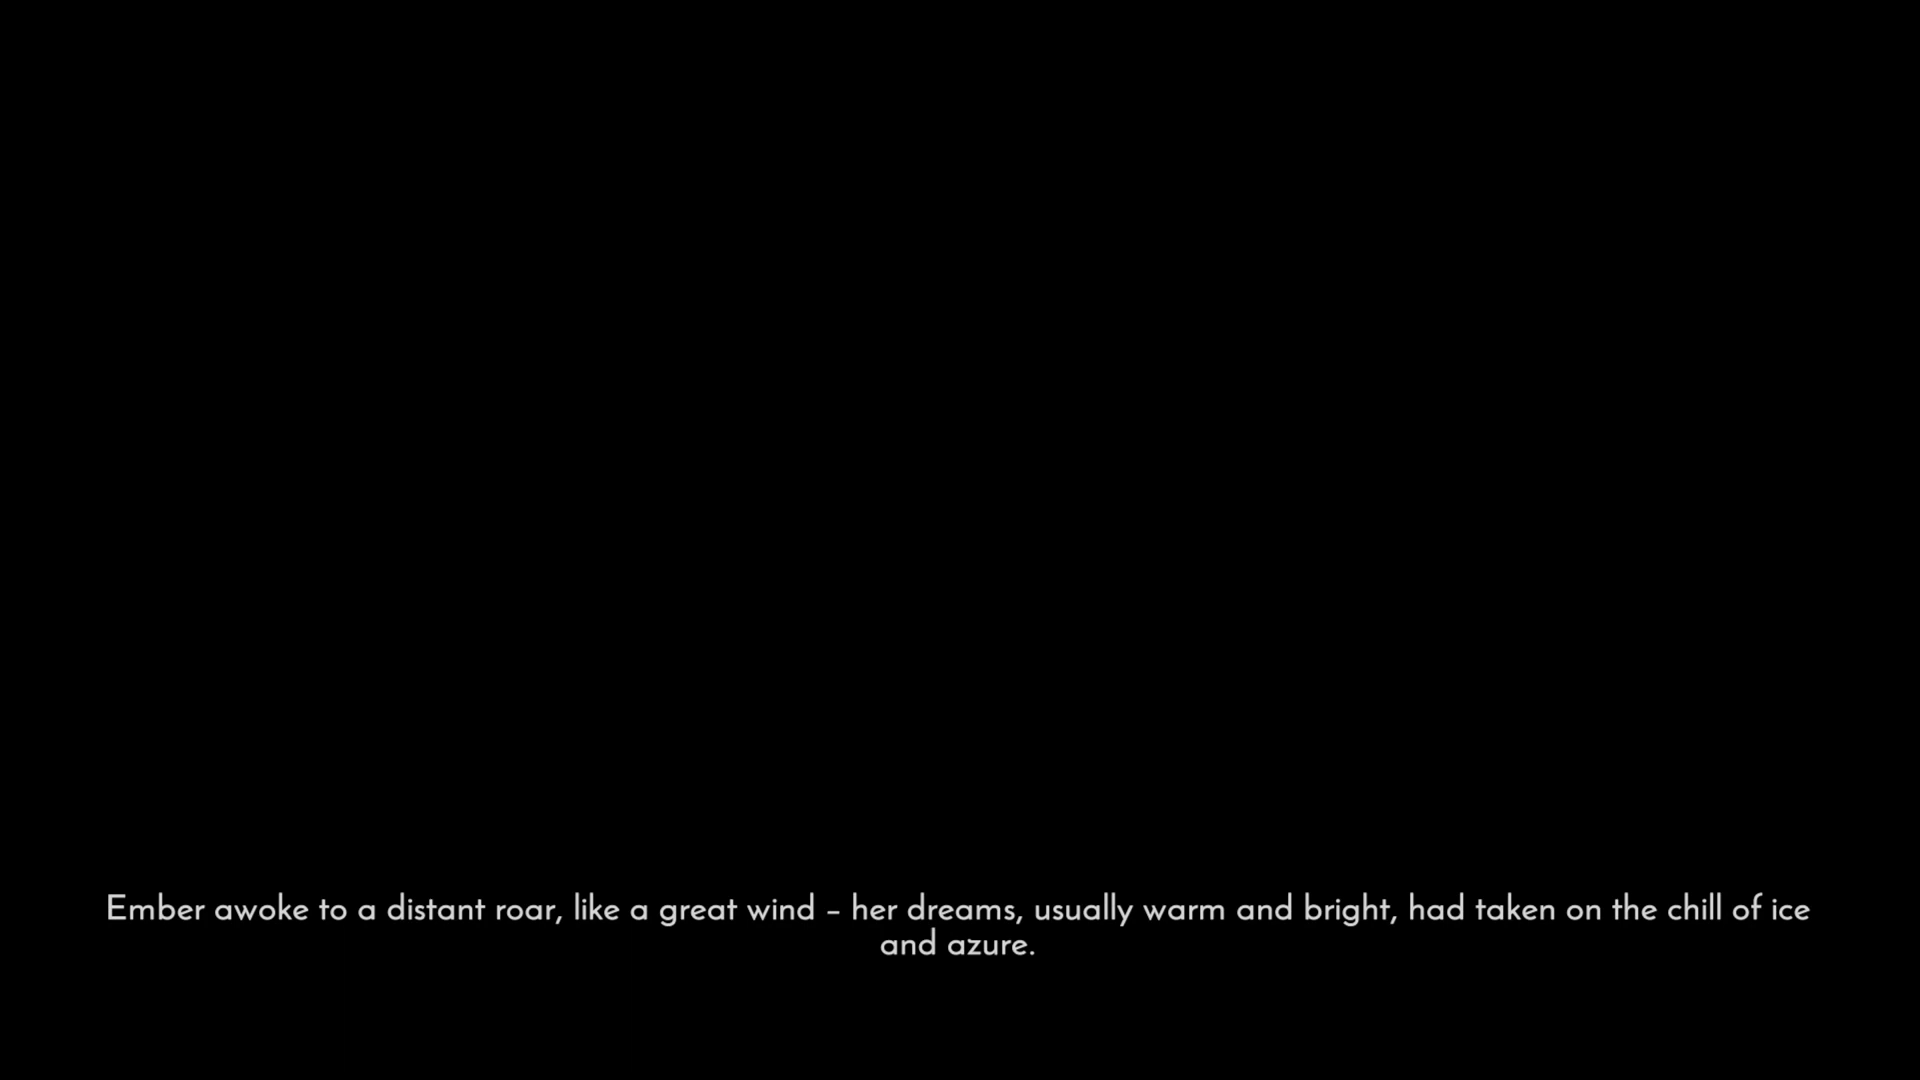 Ember awoke to a distant roar, like a great wind – her dreams, usually warm and bright, had taken on the chill of ice
and azure.